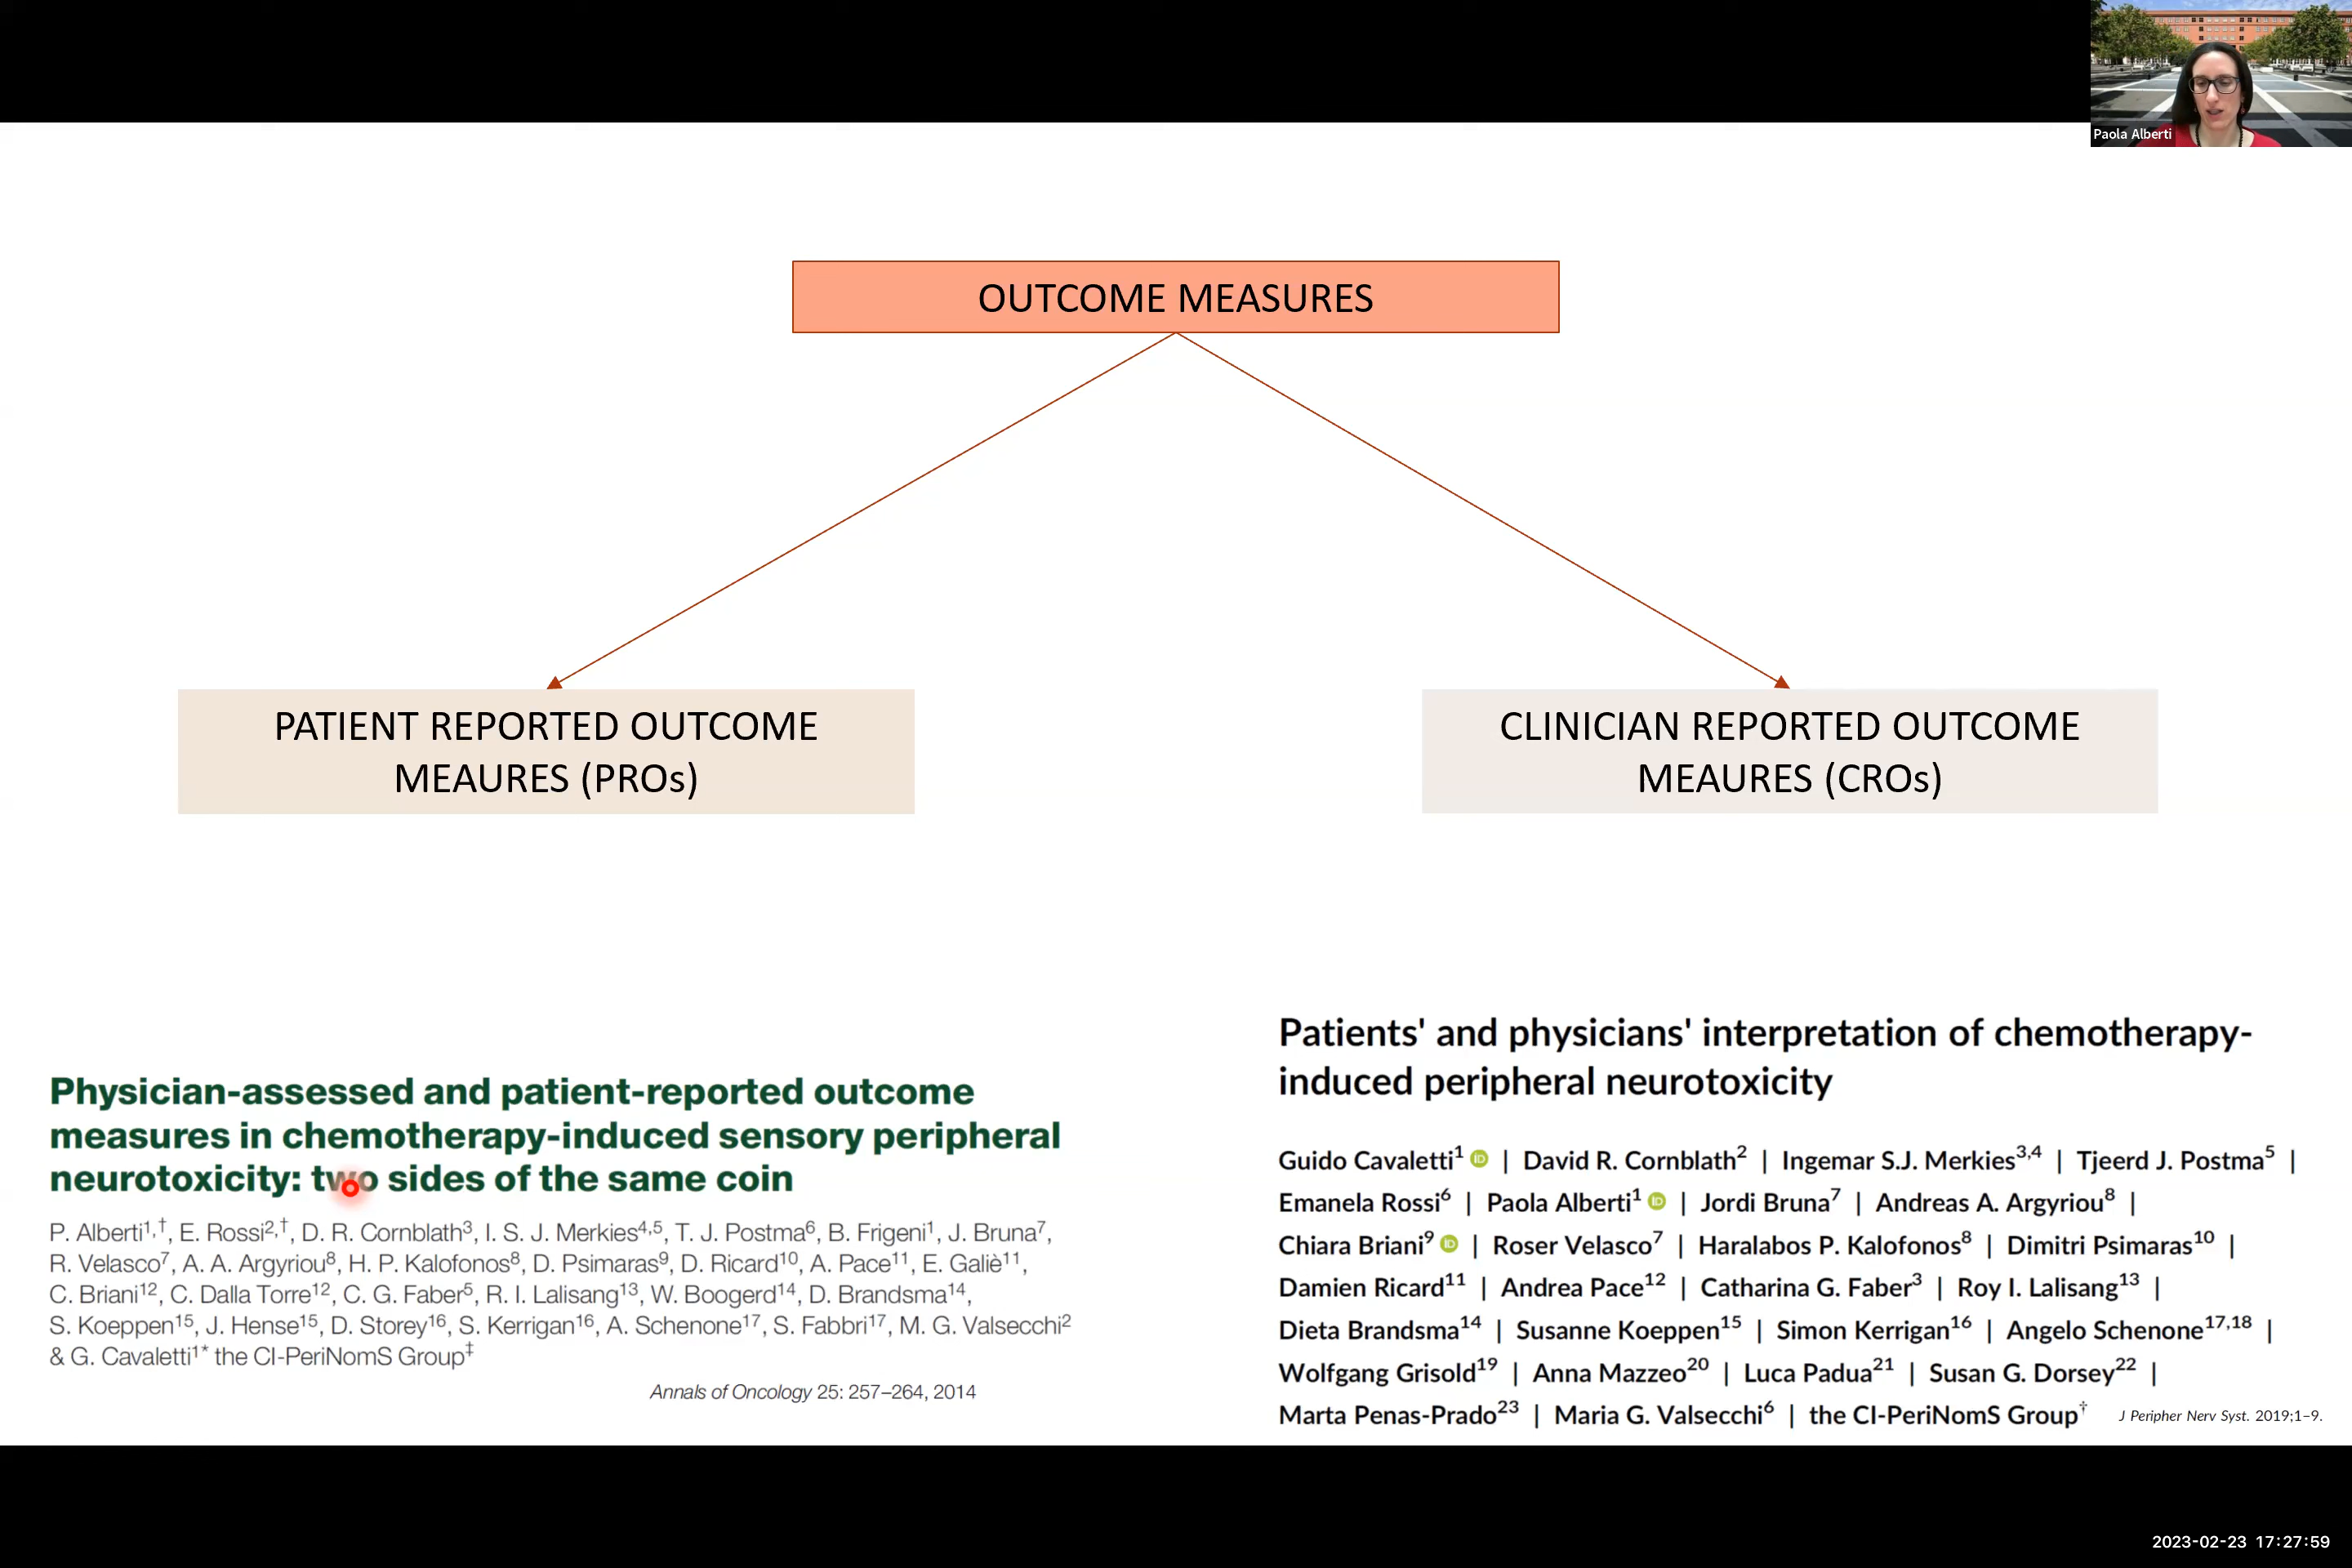 Paola Alberti
OUTCOME MEASURES
PATIENT REPORTED OUTCOME
MEAURES (PROs)
CLINICIAN REPORTED OUTCOME
MEAURES (CROs)
Physician-assessed and patient-reported outcome
measures in chemotherapy-induced sensory peripheral
neurotoxicity: two sides of the same coin
P. Alberti1,†, E. Rossi2,†, D. R. Cornblath3, I. S. J. Merkies4,5, T. J. Postma6, B. Frigeni1, J. Bruna7,
R. Velasco7, A. A. Argyriou8, H. P. Kalofonos8, D. Psimaras9, D. Ricard10, A. Pace11, E. Galiè11,
C. Briani12, C. Dalla Torre12, C. G. Faber5, R. I. Lalisang13, W. Boogerd14, D. Brandsma14,
S. Koeppen15, J. Hense15, D. Storey16, S. Kerrigan16, A. Schenone17, S. Fabbri17, M. G. Valsecchi2
& G. Cavaletti1* the CI-PeriNomS Group‡
Annals of Oncology 25: 257–264, 2014
Patients' and physicians' interpretation of chemotherapy-
induced peripheral neurotoxicity
Guido Cavaletti1 iD | David R. Cornblath2 | Ingemar S.J. Merkies3,4 | Tjeerd J. Postma5 |
Emanela Rossi6 | Paola Alberti1 iD | Jordi Bruna7 | Andreas A. Argyriou8 |
Chiara Briani9 iD | Roser Velasco7 | Haralabos P. Kalofonos8 | Dimitri Psimaras10 |
Damien Ricard11 | Andrea Pace12 | Catharina G. Faber3 | Roy I. Lalisang13 |
Dieta Brandsma14 | Susanne Koeppen15 | Simon Kerrigan16 | Angelo Schenone17,18 |
Wolfgang Grisold19 | Anna Mazzeo20 | Luca Padua21 | Susan G. Dorsey22 |
Marta Penas-Prado23 | Maria G. Valsecchi6 | the CI-PeriNomS Group†
J Peripher Nerv Syst. 2019;1–9.
2023-02-23 17:27:59